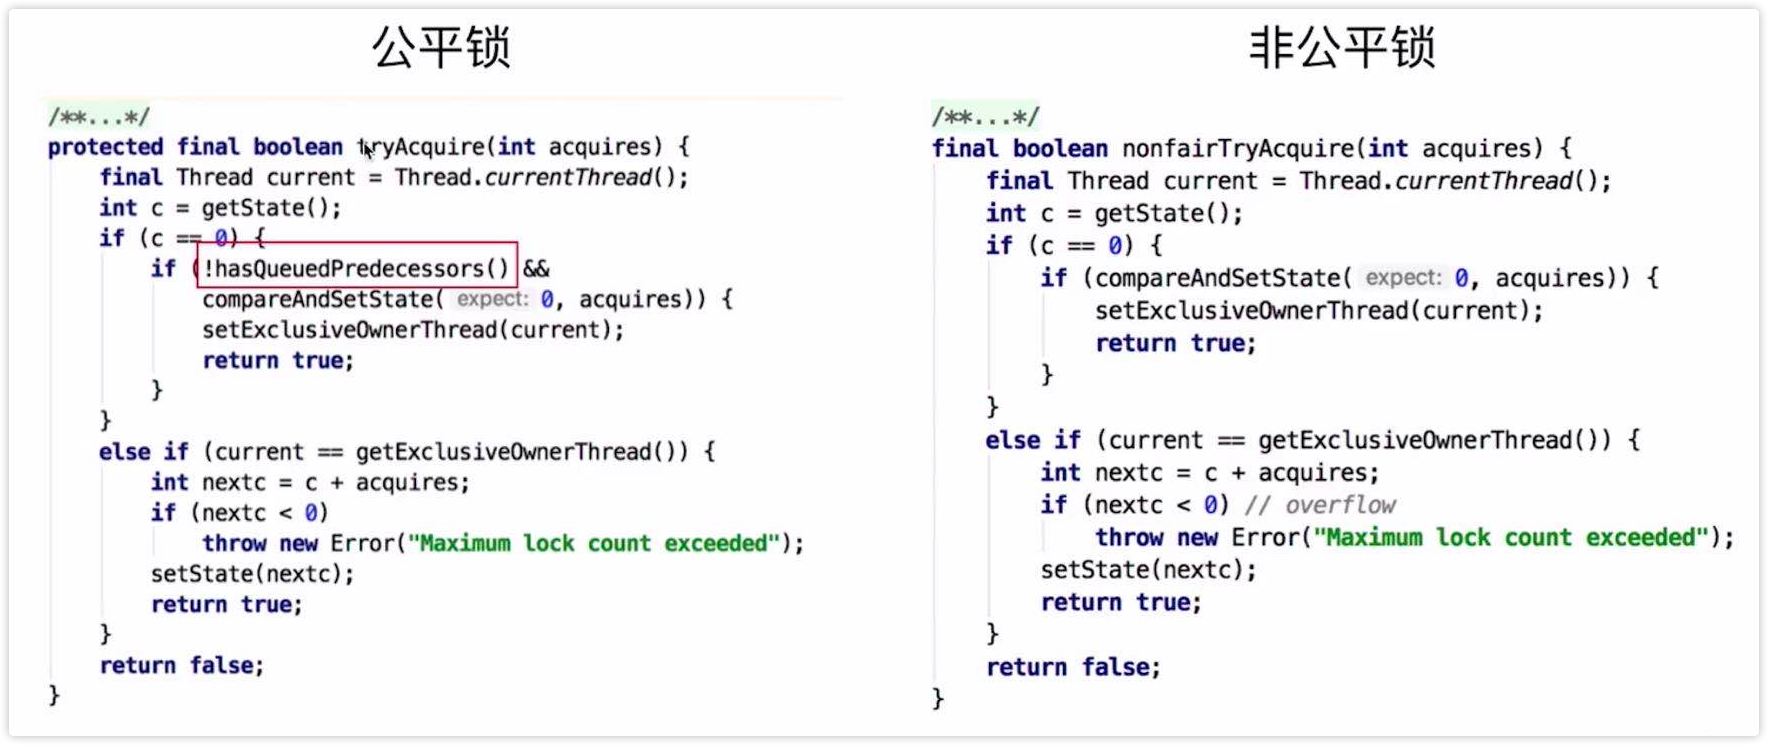 公平锁
/**...*/
protected final boolean tryAcquire(int acquires) {
final Thread current = Thread.currentThread();
int c = getState();
if (c == 0) {
if (!hasQueuedPredecessors() &&
compareAndSetState( expect: 0, acquires)) {
setExclusiveOwnerThread(current);
return true;
}
}
else if (current == getExclusiveOwnerThread()) {
int nextc = c + acquires;
if (nextc < 0)
throw new Error("Maximum lock count exceeded");
setState(nextc);
return true;
}
return false;
}
非公平锁
/**...*/
final boolean nonfairTryAcquire(int acquires) {
final Thread current = Thread.currentThread();
int c = getState();
if (c == 0) {
if (compareAndSetState( expect: 0, acquires)) {
setExclusiveOwnerThread(current);
return true;
}
}
else if (current == getExclusiveOwnerThread()) {
int nextc = c + acquires;
if (nextc < 0) // overflow
throw new Error("Maximum lock count exceeded");
setState(nextc);
return true;
}
return false;
}